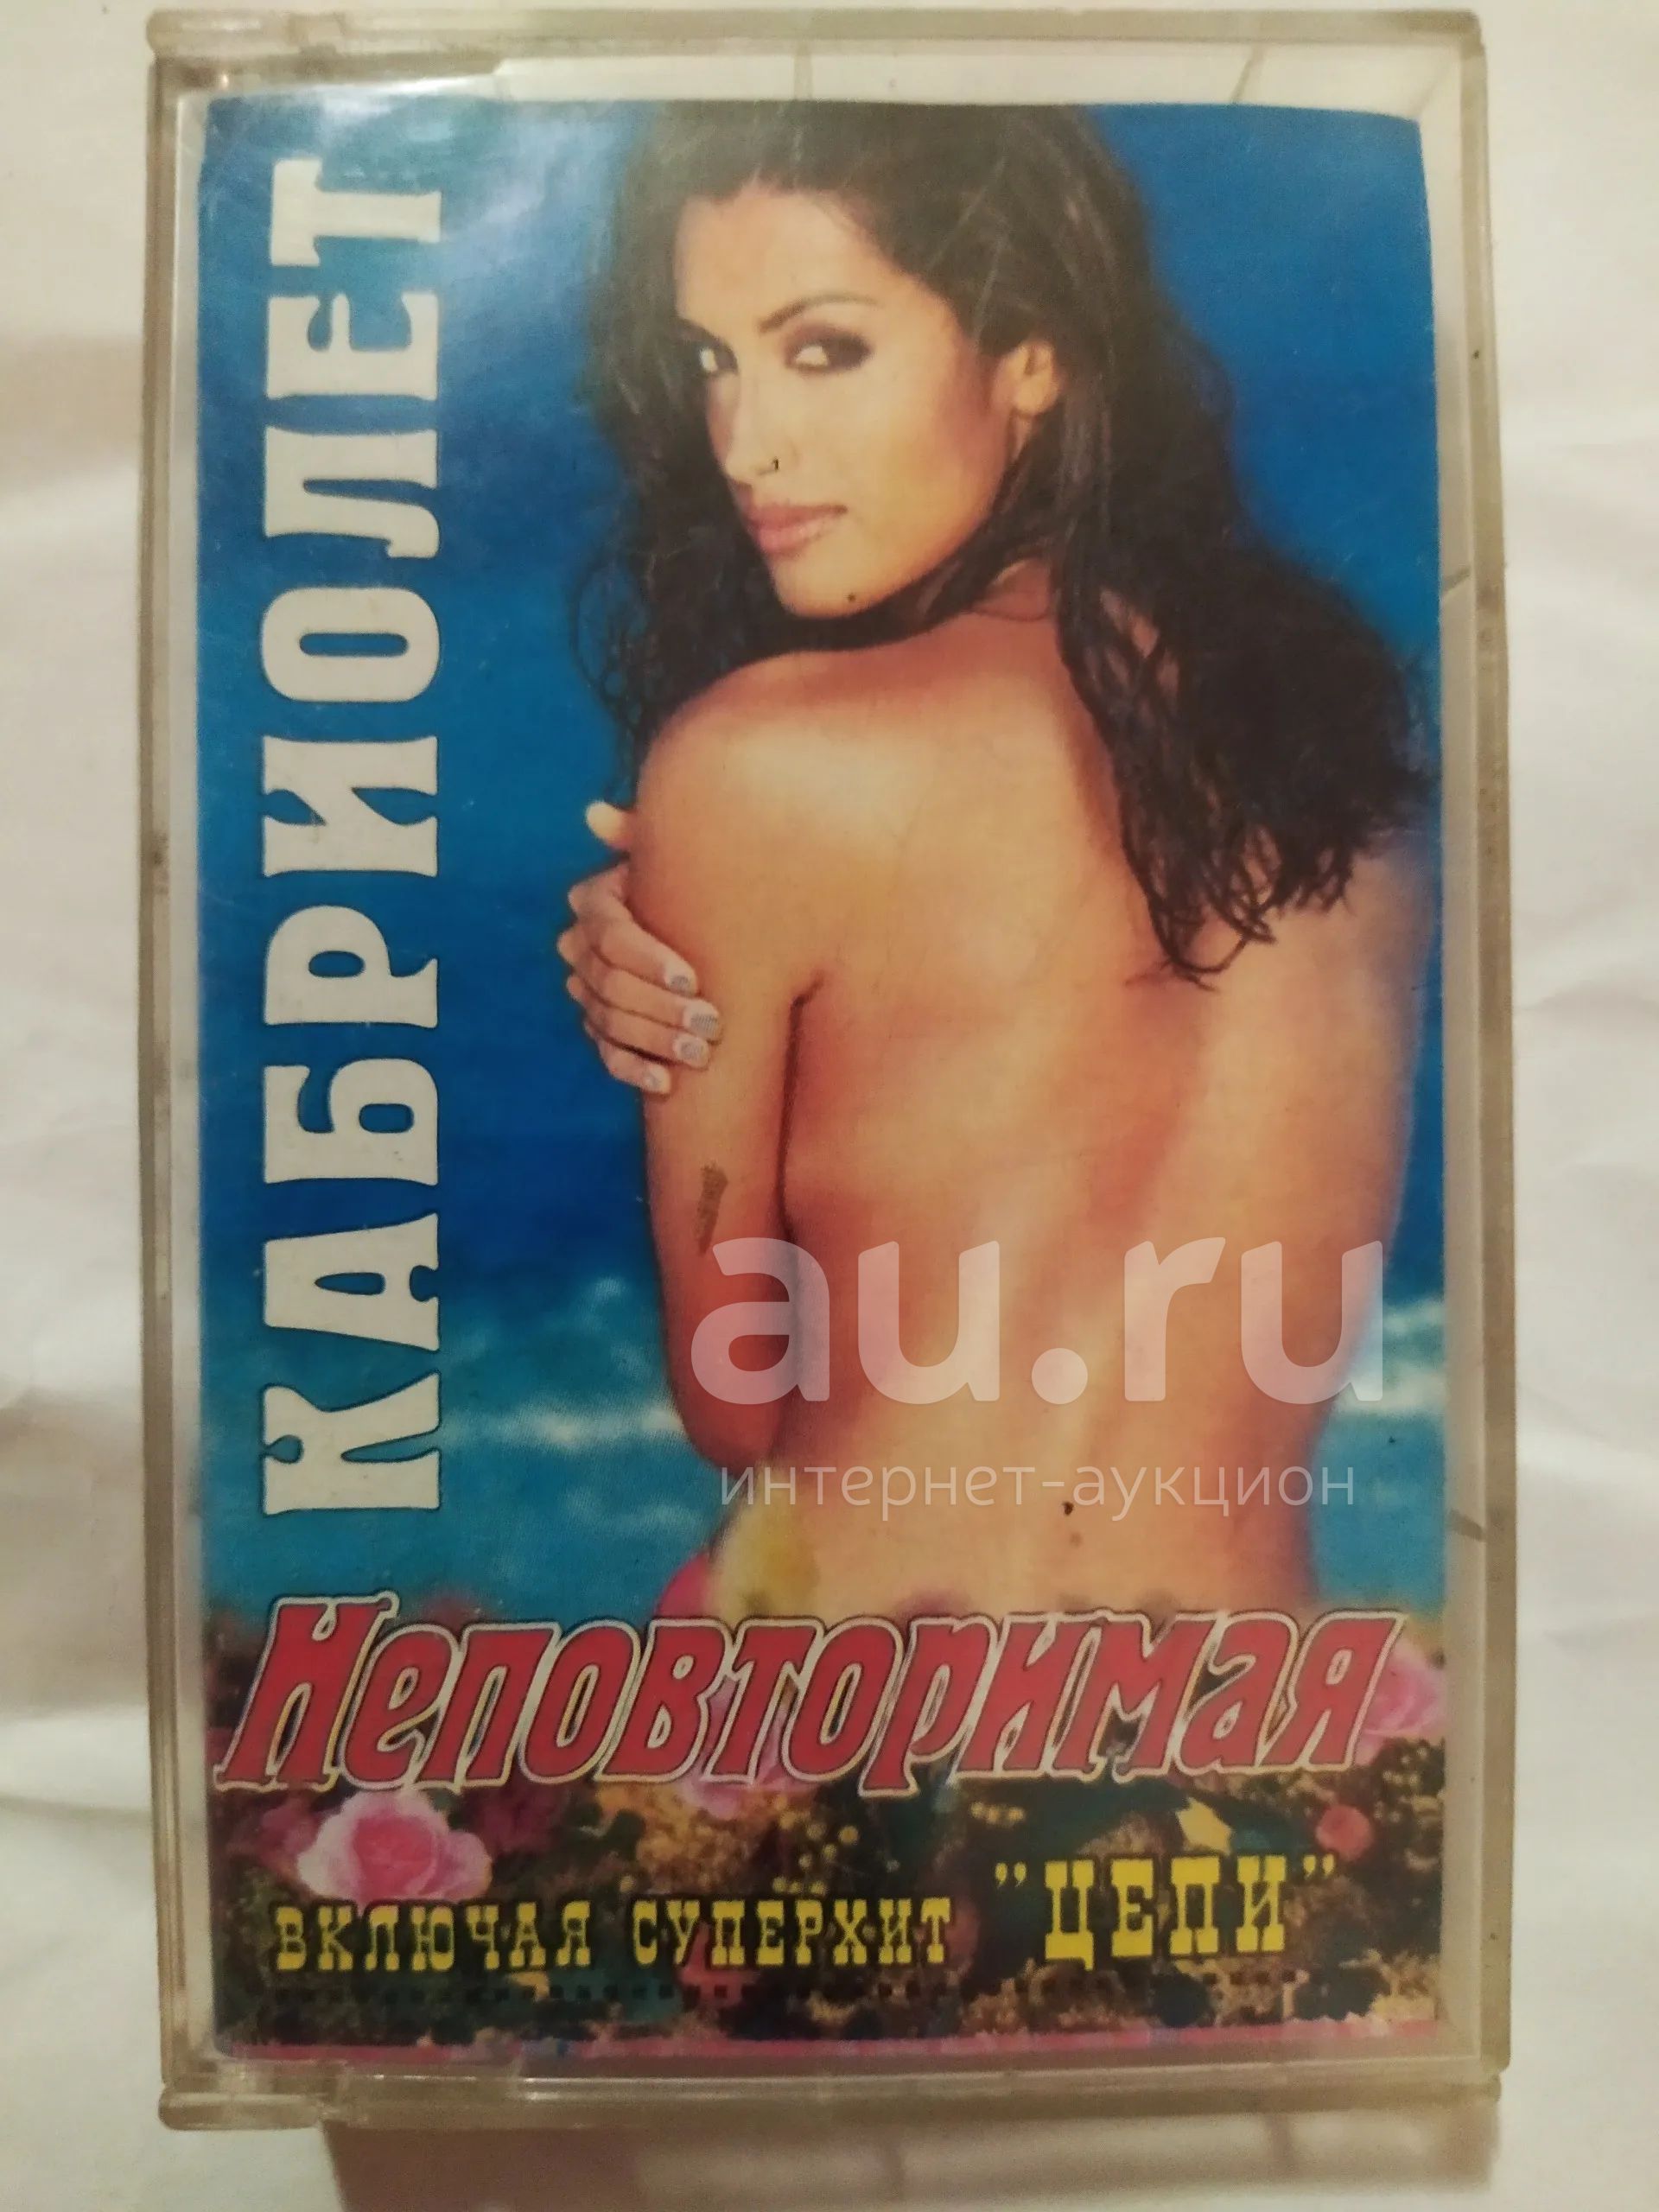 КАБРИОЛЕТ
au.ru
интернет-аукцион
Неповторимая
ВКЛЮЧАЯ СУПЕРХИТ "ЦЕПИ"